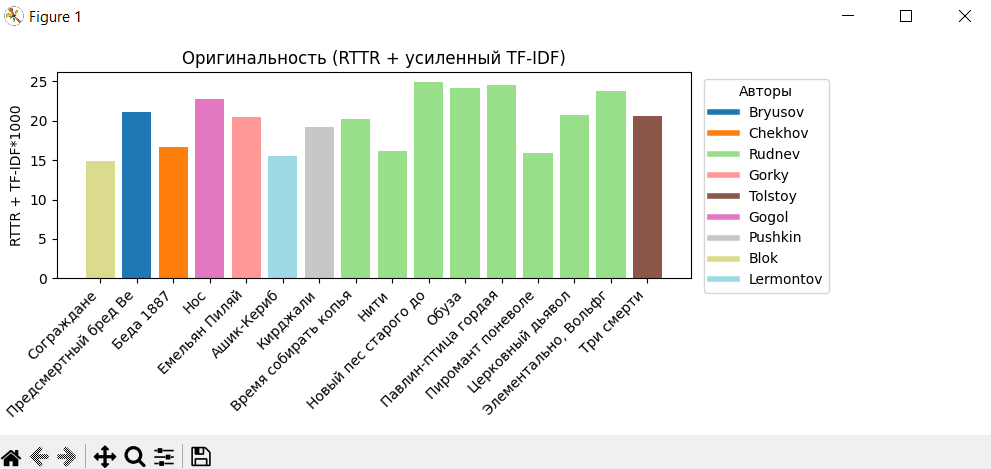 Figure 1
Оригинальность (RTTR + усиленный TF-IDF)
RTTR + TF-IDF*1000
25
20
15
10
5
0
Сограждане
Предсмертный бред Ве
Беда 1887
Нос
Емельян Пиляй
Ашик-Кериб
Кирджали
Время собирать копья
Нити
Новый пес старого до
Обуза
Павлин-птица гордая
Пиромант поневоле
Церковный дьявол
Элементально, Вольфг
Три смерти
Авторы
Bryusov
Chekhov
Rudnev
Gorky
Tolstoy
Gogol
Pushkin
Blok
Lermontov